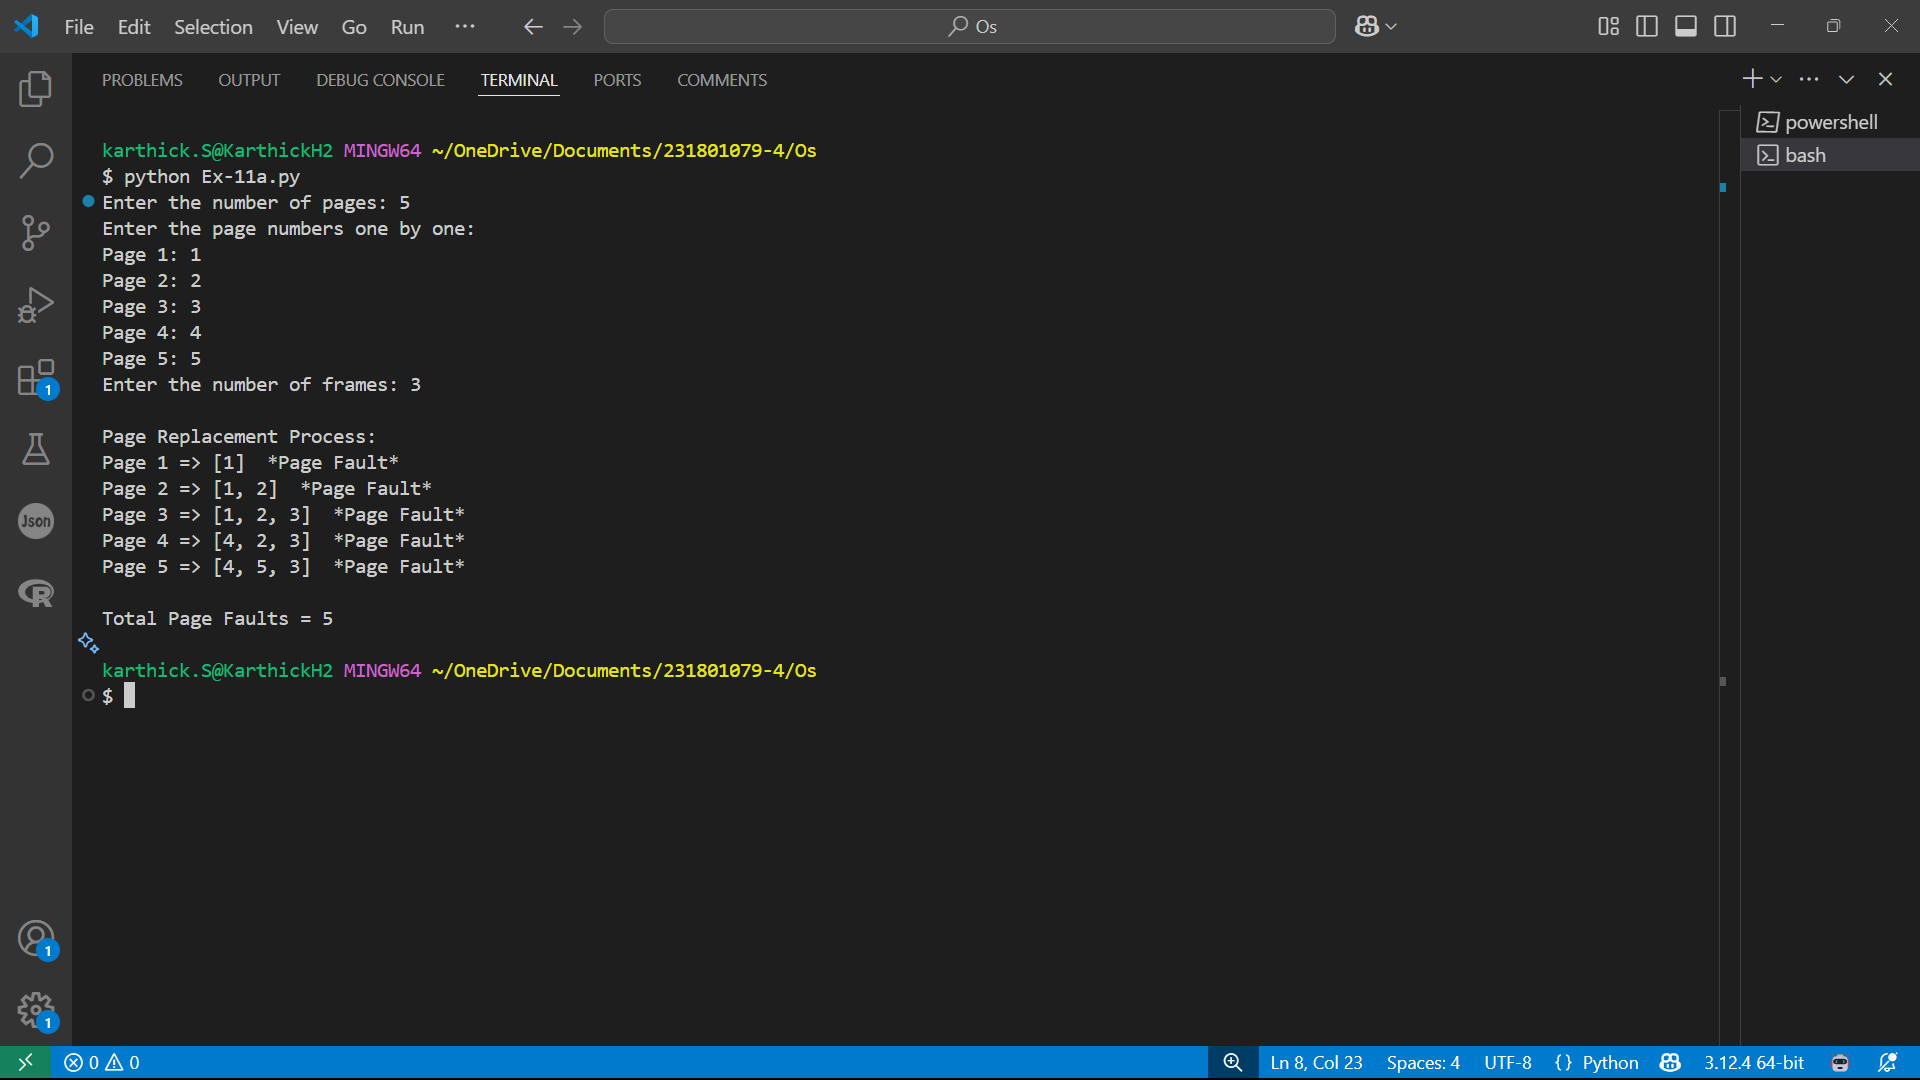 File Edit Selection View Go Run ···
Os
PROBLEMS OUTPUT DEBUG CONSOLE TERMINAL PORTS COMMENTS
powershell
bash
karthick.S@KarthickH2 MINGW64 ~/OneDrive/Documents/231801079-4/Os
$ python Ex-11a.py
Enter the number of pages: 5
Enter the page numbers one by one:
Page 1: 1
Page 2: 2
Page 3: 3
Page 4: 4
Page 5: 5
Enter the number of frames: 3
Page Replacement Process:
Page 1 => [1]  *Page Fault*
Page 2 => [1, 2]  *Page Fault*
Page 3 => [1, 2, 3]  *Page Fault*
Page 4 => [4, 2, 3]  *Page Fault*
Page 5 => [4, 5, 3]  *Page Fault*
Total Page Faults = 5
karthick.S@KarthickH2 MINGW64 ~/OneDrive/Documents/231801079-4/Os
$
1
Json
R
1
1
0 0
Ln 8, Col 23 Spaces: 4 UTF-8 {} Python 3.12.4 64-bit